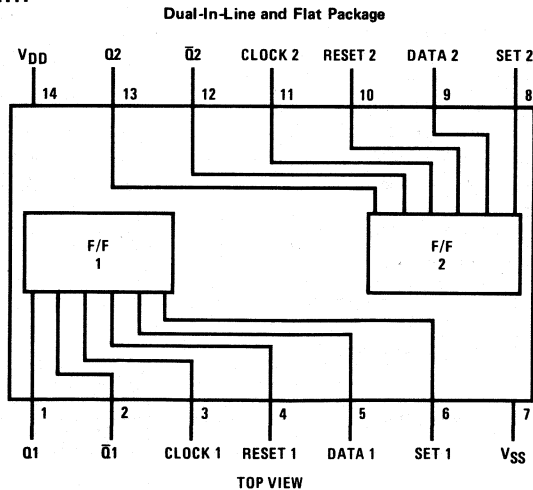 Dual-In-Line and Flat Package
VDD Q2 Q̅2 CLOCK 2 RESET 2 DATA 2 SET 2
14 13 12 11 10 9 8
F/F
1
F/F
2
1 2 3 4 5 6 7
Q1 Q̅1 CLOCK 1 RESET 1 DATA 1 SET 1 VSS
TOP VIEW